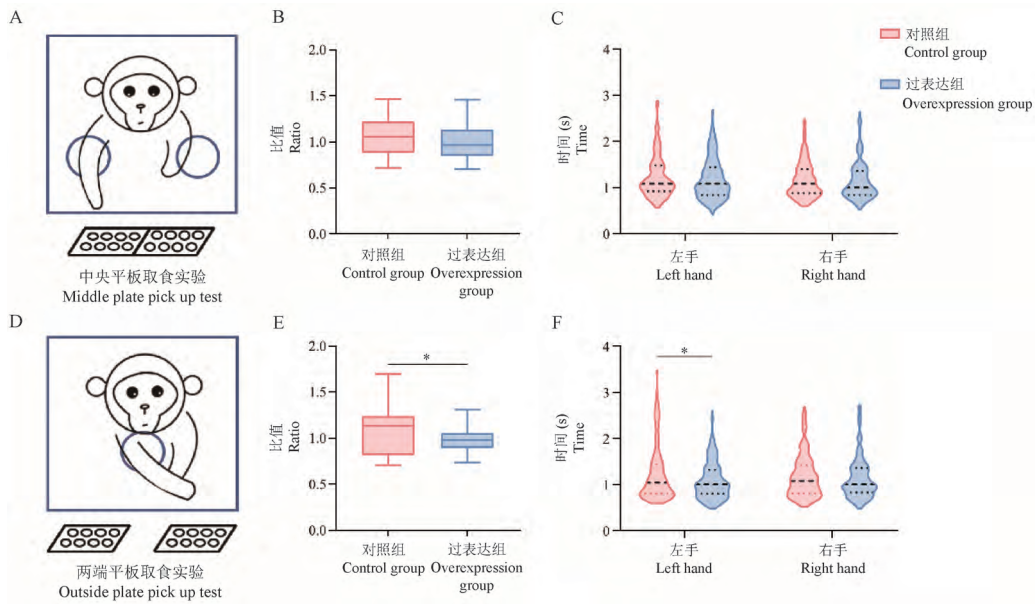 A
中央平板取食实验
Middle plate pick up test
B
比值
Ratio
2.0
1.5
1.0
0.5
0.0
对照组
Control group
过表达组
Overexpression
group
C
时间 (s)
Time
4
3
2
1
0
左手
Left hand
右手
Right hand
对照组
Control group
过表达组
Overexpression group
D
两端平板取食实验
Outside plate pick up test
E
比值
Ratio
2.0
1.5
1.0
0.5
0.0
*
对照组
Control group
过表达组
Overexpression
group
F
时间 (s)
Time
4
3
2
1
0
*
左手
Left hand
右手
Right hand